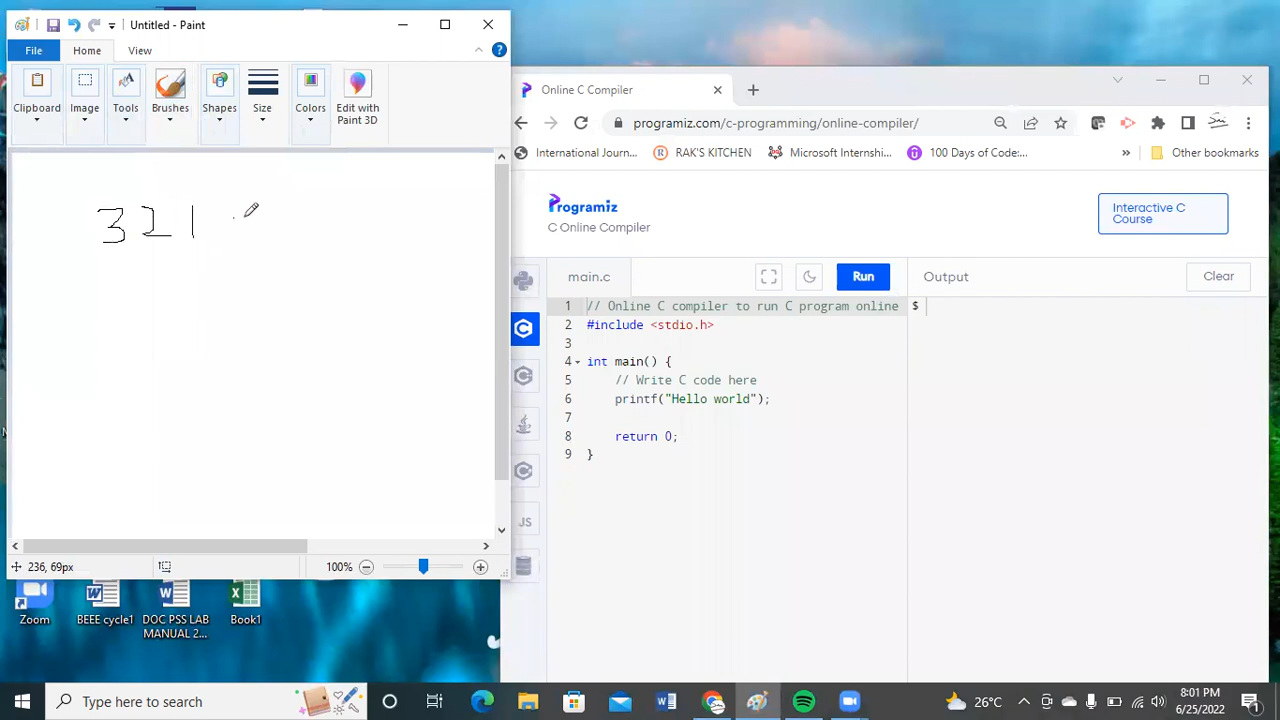 Untitled - Paint
File Home View
Clipboard Image Tools Brushes Shapes Size Colors Edit with Paint 3D
321
236, 69px
100%
Online C Compiler
programiz.com/c-programming/online-compiler/
International Journ... RAK'S KITCHEN Microsoft Internshi... 100 Days of Code:... » Other bookmarks
Programiz
C Online Compiler
Interactive C
Course
main.c Run Output Clear
1 // Online C compiler to run C program online $
2 #include <stdio.h>
3
4 int main() {
5 // Write C code here
6 printf("Hello world");
7
8 return 0;
9 }
JS
Zoom BEEE cycle1 DOC PSS LAB MANUAL 2... Book1
Type here to search 26°C 8:01 PM
6/25/2022